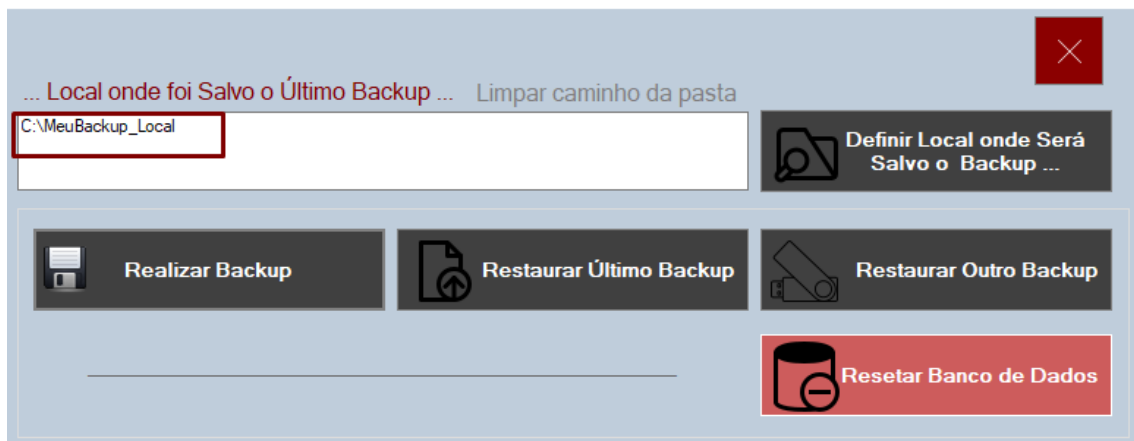 ... Local onde foi Salvo o Último Backup ...
Limpar caminho da pasta
C:\MeuBackup_Local
Definir Local onde Será
Salvo o Backup ...
Realizar Backup
Restaurar Último Backup
Restaurar Outro Backup
Resetar Banco de Dados